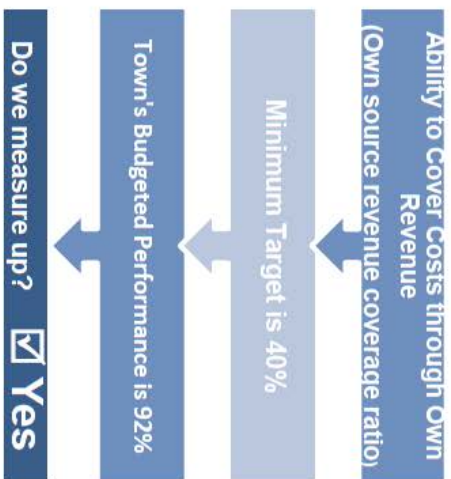 Ability to Cover Costs through Own
Revenue
(Own source revenue coverage ratio)
Minimum Target is 40%
Town's Budgeted Performance is 92%
Do we measure up? ☑ Yes